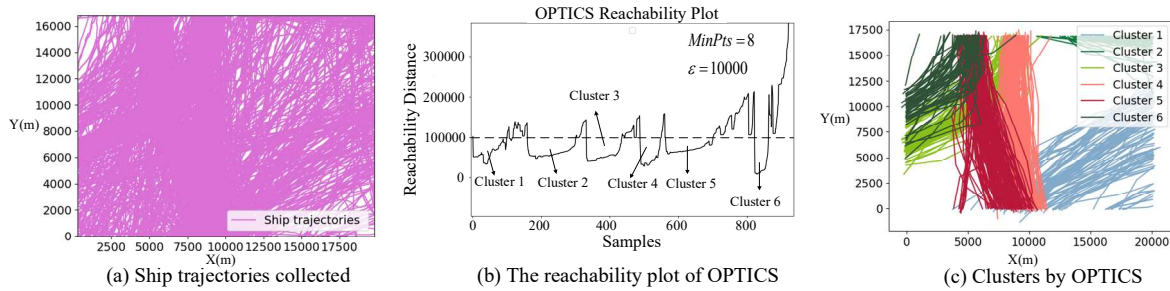 16000
14000
12000
10000
Y(m)
8000
6000
4000
2000
0
Ship trajectories
2500 5000 7500 10000 12500 17500
X(m)
(a) Ship trajectories collected
OPTICS Reachability Plot
Reachability Distance
300000
200000
100000
0
MinPts = 8
ε = 10000
Cluster 3
Cluster 1
Cluster 2
Cluster 4
Cluster 5
Cluster 6
0 200 400 600 800
Samples
(b) The reachability plot of OPTICS
17500
15000
12500
Y(m)
10000
7500
5000
2500
0
Cluster 1
Cluster 2
Cluster 3
Cluster 4
Cluster 5
Cluster 6
0 5000 10000 15000 20000
X(m)
(c) Clusters by OPTICS